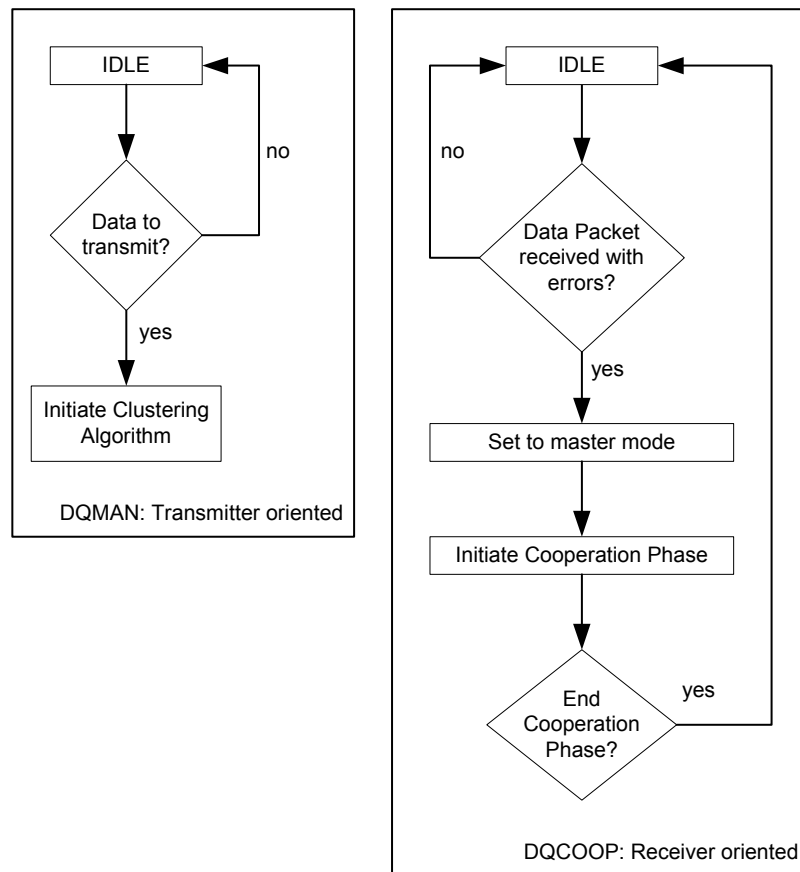 IDLE
no
Data to
transmit?
yes
Initiate Clustering
Algorithm
DQMAN: Transmitter oriented
IDLE
no
Data Packet
received with
errors?
yes
Set to master mode
Initiate Cooperation Phase
End
Cooperation
Phase?
yes
DQCOOP: Receiver oriented